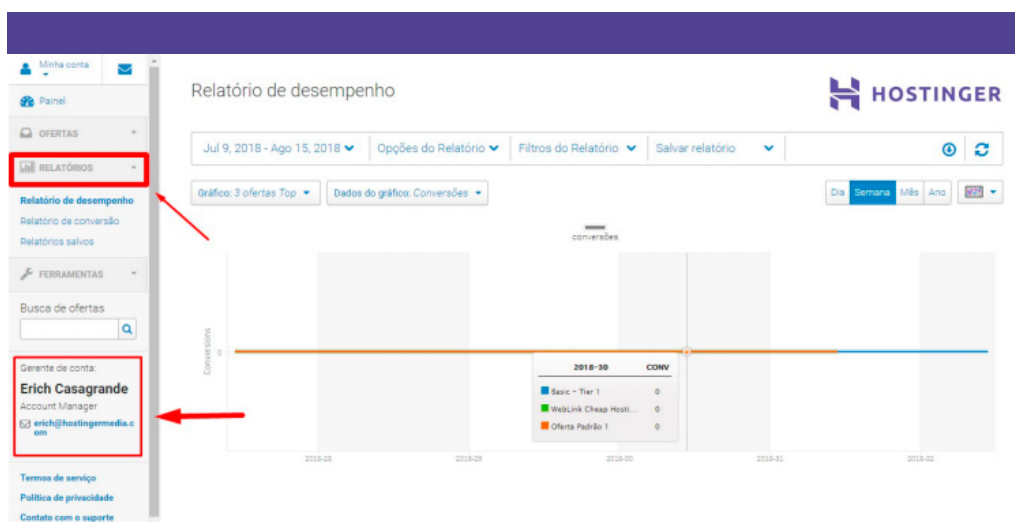 Minha conta
Painel
OFERTAS
RELATÓRIOS
Relatório de desempenho
Relatório de conversão
Relatórios salvos
FERRAMENTAS
Busca de ofertas
Gerente de conta:
Erich Casagrande
Account Manager
erich@hostingermedia.c
om
Termos de serviço
Política de privacidade
Contato com o suporte
Relatório de desempenho
HOSTINGER
Jul 9, 2018 - Ago 15, 2018
Opções do Relatório
Filtros do Relatório
Salvar relatório
Gráfico: 3 ofertas Top
Dados do gráfico: Conversões
Dia Semana Mês Ano
conversões
Conversions
0
2018-30 CONV
Basic - Tier 1 0
WebLink Cheap Hosti... 0
Oferta Padrão 1 0
2018-28 2018-29 2018-30 2018-31 2018-32